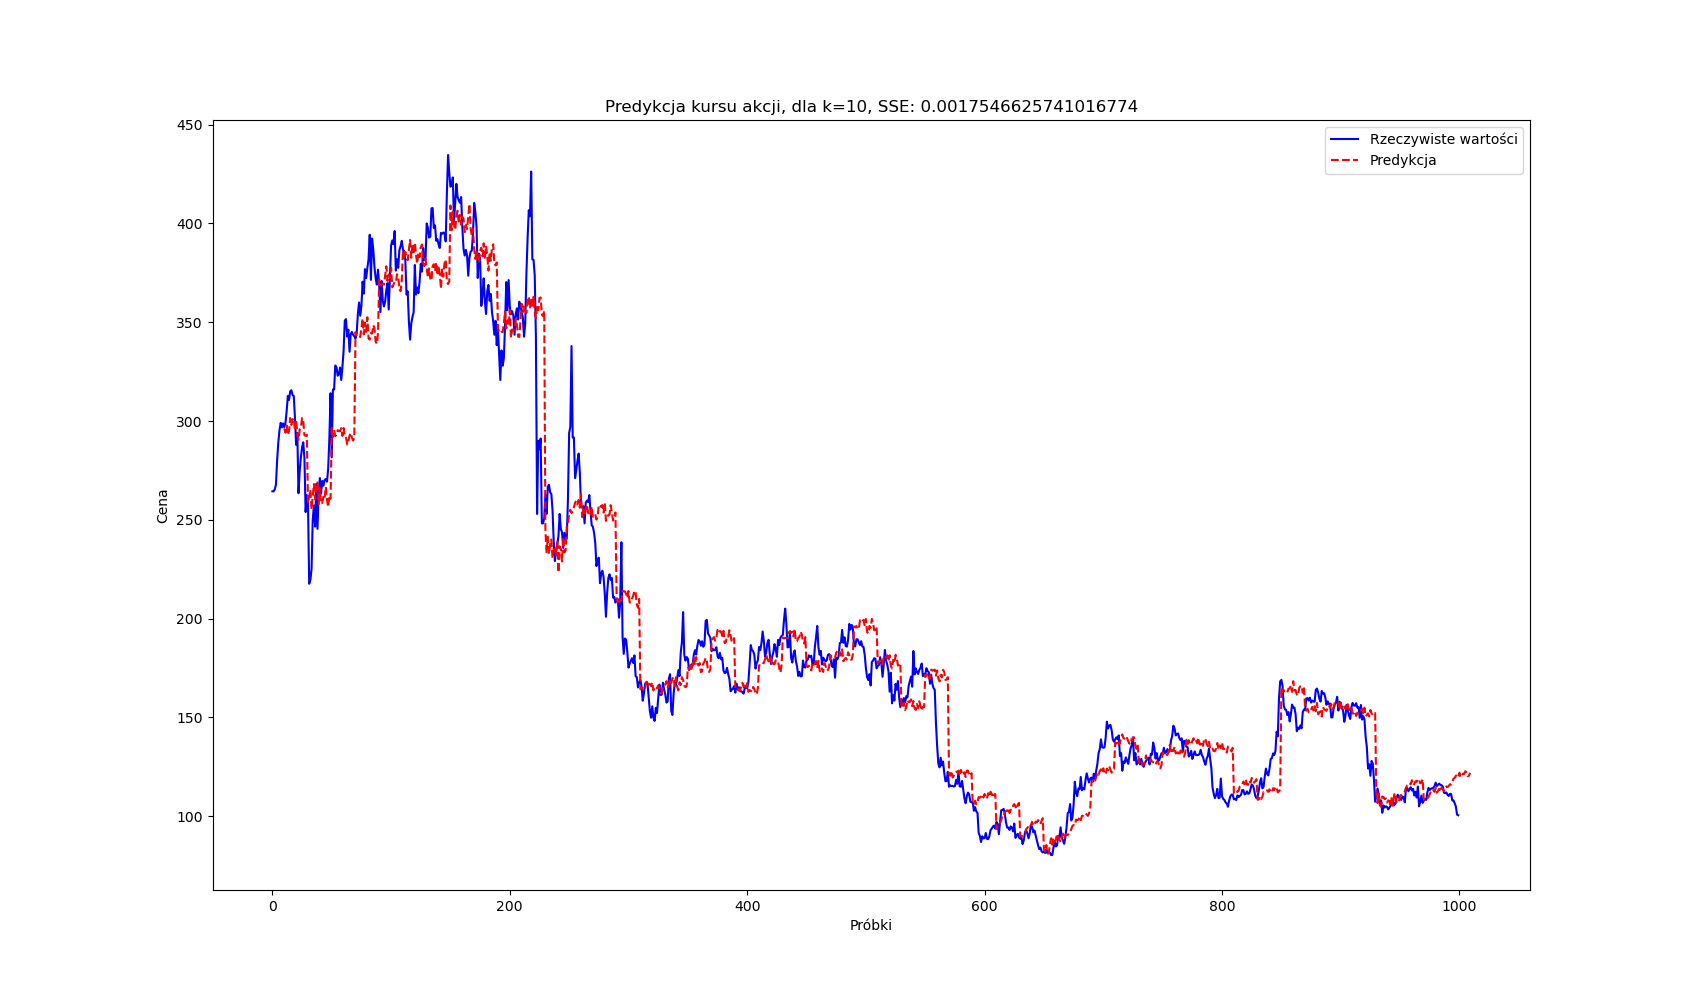 Predykcja kursu akcji, dla k=10, SSE: 0.0017546625741016774
Rzeczywiste wartości
Predykcja
450
400
350
300
250
200
150
100
Cena
0
200
400
600
800
1000
Próbki